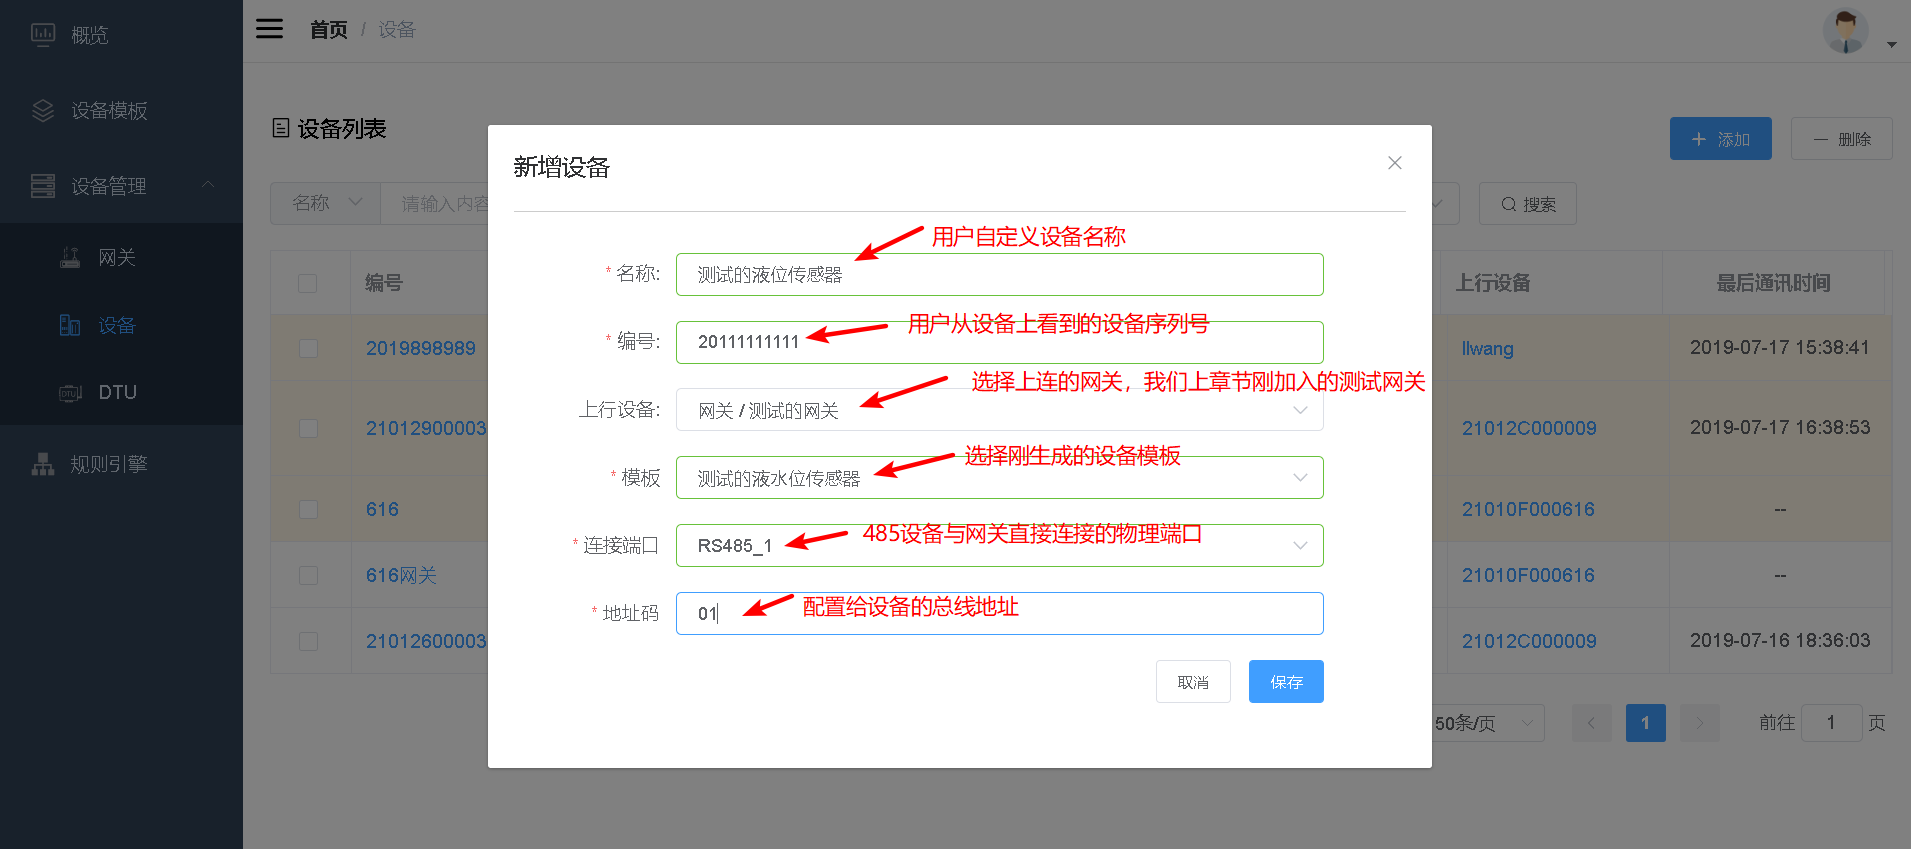 概览
设备模板
设备管理
网关
设备
DTU
规则引擎
首页 / 设备
设备列表
+ 添加
— 删除
名称
请输入内容
搜索
编号
上行设备
最后通讯时间
2019898989
llwang
2019-07-17 15:38:41
21012900003
21012C000009
2019-07-17 16:38:53
616
21010F000616
--
616网关
21010F000616
--
21012600003
21012C000009
2019-07-16 18:36:03
50条/页
1
前往 1 页
新增设备
用户自定义设备名称
* 名称: 测试的液位传感器
用户从设备上看到的设备序列号
* 编号: 20111111111
选择上连的网关，我们上章节刚加入的测试网关
上行设备: 网关 / 测试的网关
选择刚生成的设备模板
* 模板 测试的液水位传感器
485设备与网关直接连接的物理端口
* 连接端口 RS485_1
配置给设备的总线地址
* 地址码 01
取消
保存